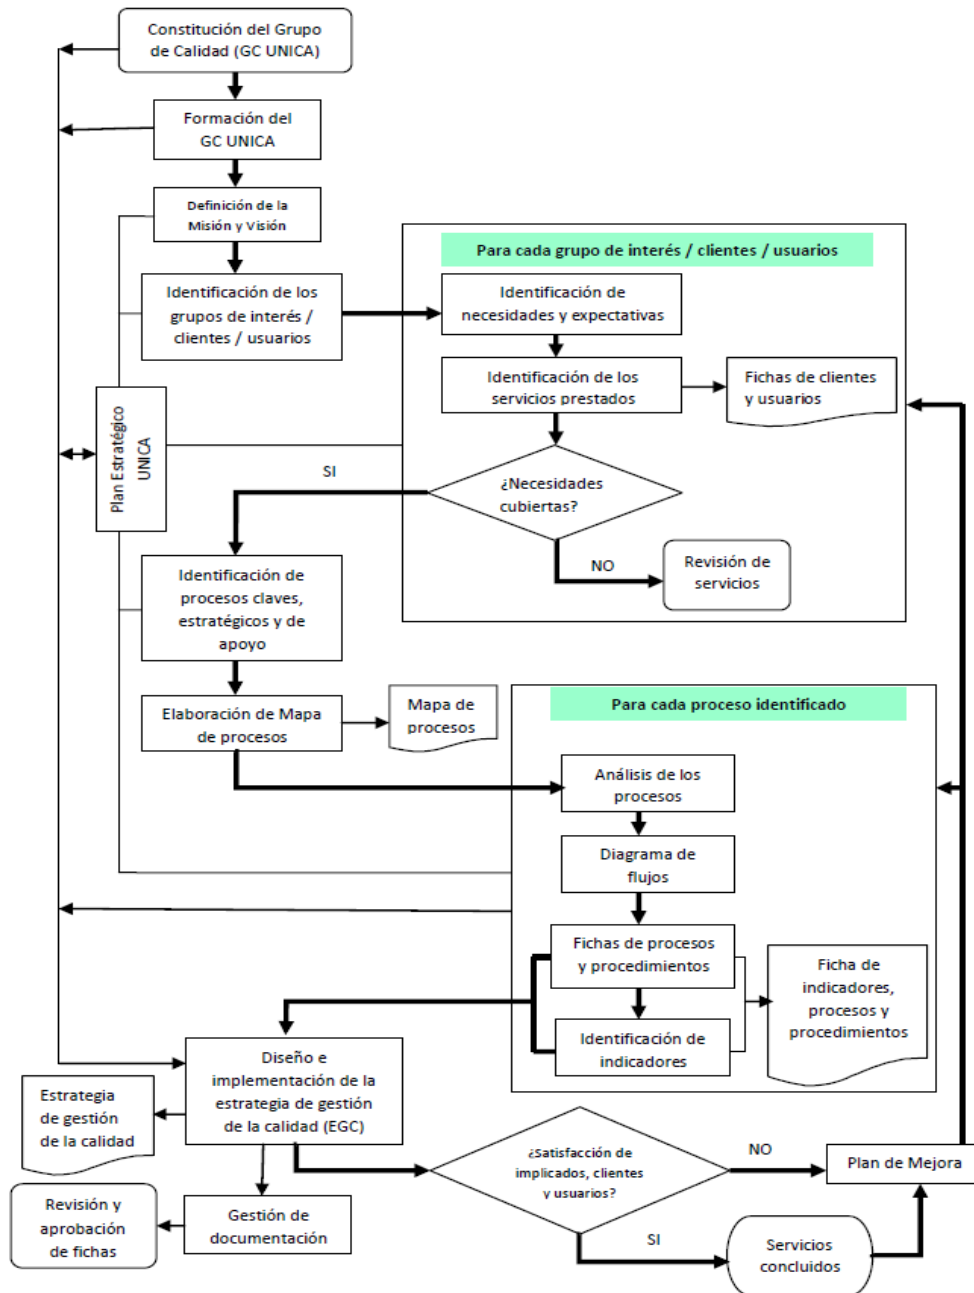 Constitución del Grupo
de Calidad (GC UNICA)
Formación del
GC UNICA
Definición de la
Misión y Visión
Para cada grupo de interés / clientes / usuarios
Identificación de los
grupos de interés /
clientes / usuarios
Identificación de
necesidades y expectativas
Identificación de los
servicios prestados
Fichas de clientes
y usuarios
Plan Estratégico
UNICA
SI
¿Necesidades
cubiertas?
NO
Revisión de
servicios
Identificación de
procesos claves,
estratégicos y de
apoyo
Elaboración de Mapa
de procesos
Mapa de
procesos
Para cada proceso identificado
Análisis de los
procesos
Diagrama de
flujos
Fichas de procesos
y procedimientos
Identificación de
indicadores
Ficha de
indicadores,
procesos y
procedimientos
Diseño e
implementación de la
estrategia de gestión
de la calidad (EGC)
Estrategia
de gestión
de la calidad
¿Satisfacción de
implicados, clientes
y usuarios?
NO
Plan de Mejora
Revisión y
aprobación
de fichas
Gestión de
documentación
SI
Servicios
concluidos